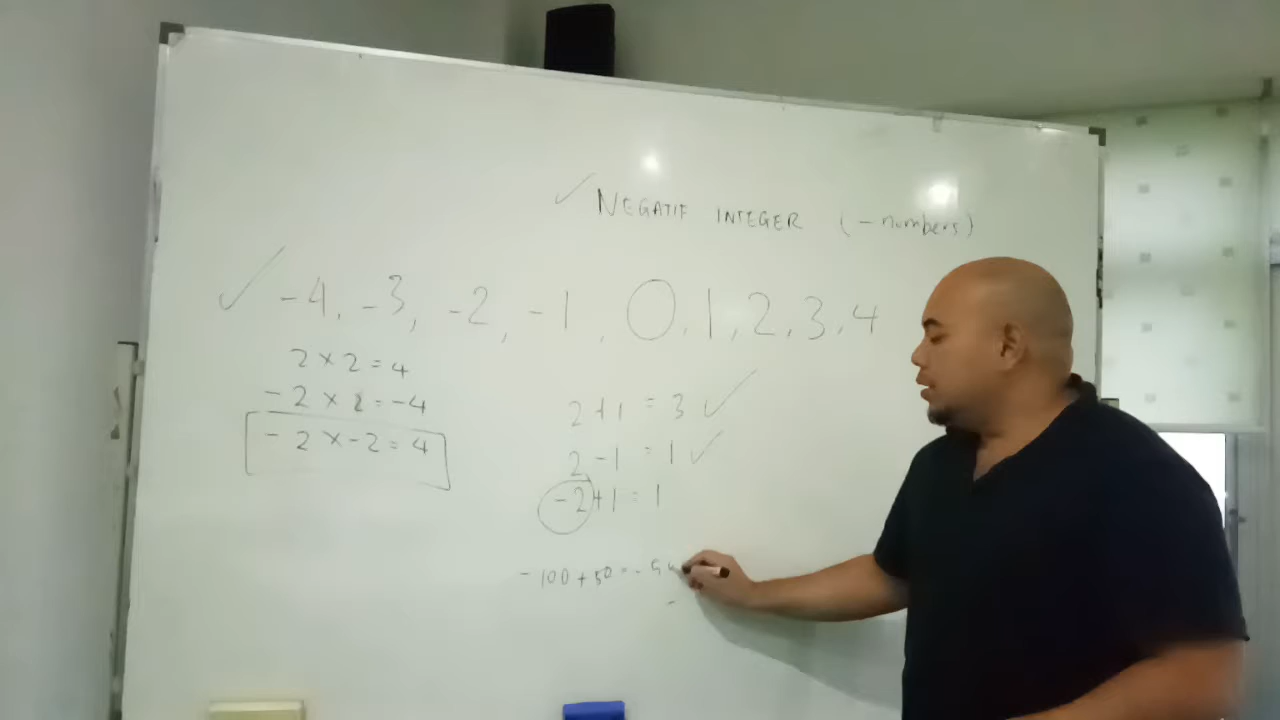 ✓ NEGATIF INTEGER (- numbers)
✓ -4, -3, -2, -1, 0, 1, 2, 3, 4
2 × 2 = 4
- 2 × 2 = -4
- 2 × -2 = 4
2 + 1 = 3 ✓
2 - 1 = 1 ✓
-2 + 1 = 1
- 100 + 50 = - 5
-